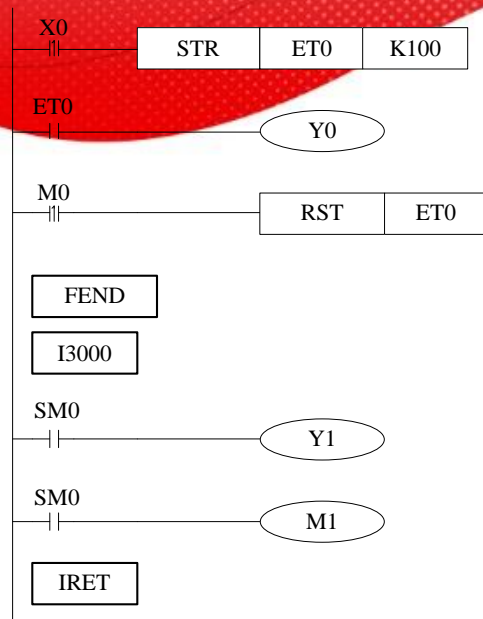 X0
STR ET0 K100
ET0
Y0
M0
RST ET0
FEND
I3000
SM0
Y1
SM0
M1
IRET